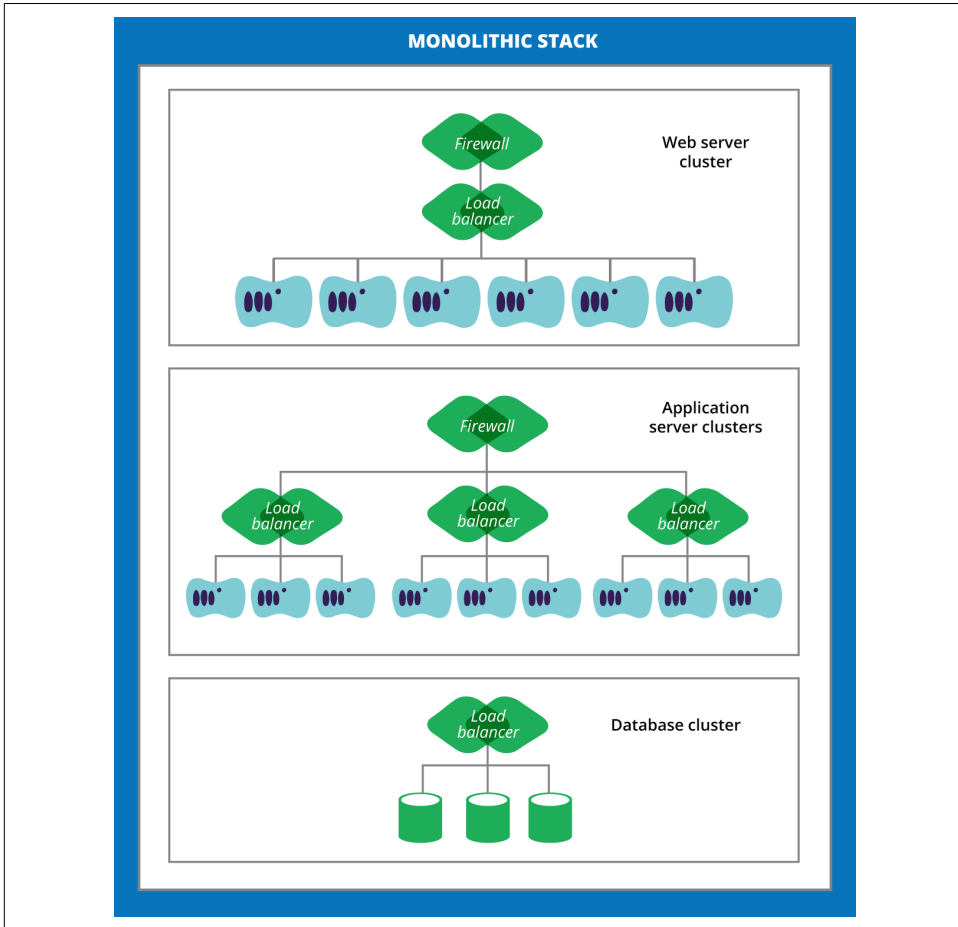 MONOLITHIC STACK
Firewall
Web server
cluster
Load
balancer
Firewall
Application
server clusters
Load
balancer
Load
balancer
Load
balancer
Load
balancer
Database cluster